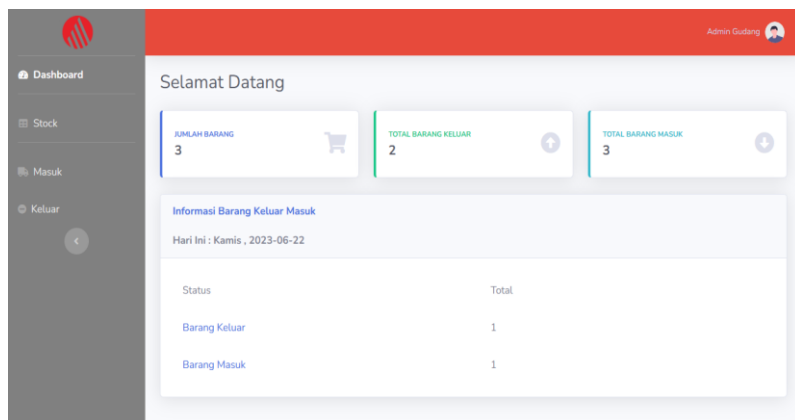 Admin Gudang
Dashboard
Stock
Masuk
Keluar
Selamat Datang
JUMLAH BARANG
3
TOTAL BARANG KELUAR
2
TOTAL BARANG MASUK
3
Informasi Barang Keluar Masuk
Hari Ini : Kamis , 2023-06-22
Status Total
Barang Keluar 1
Barang Masuk 1